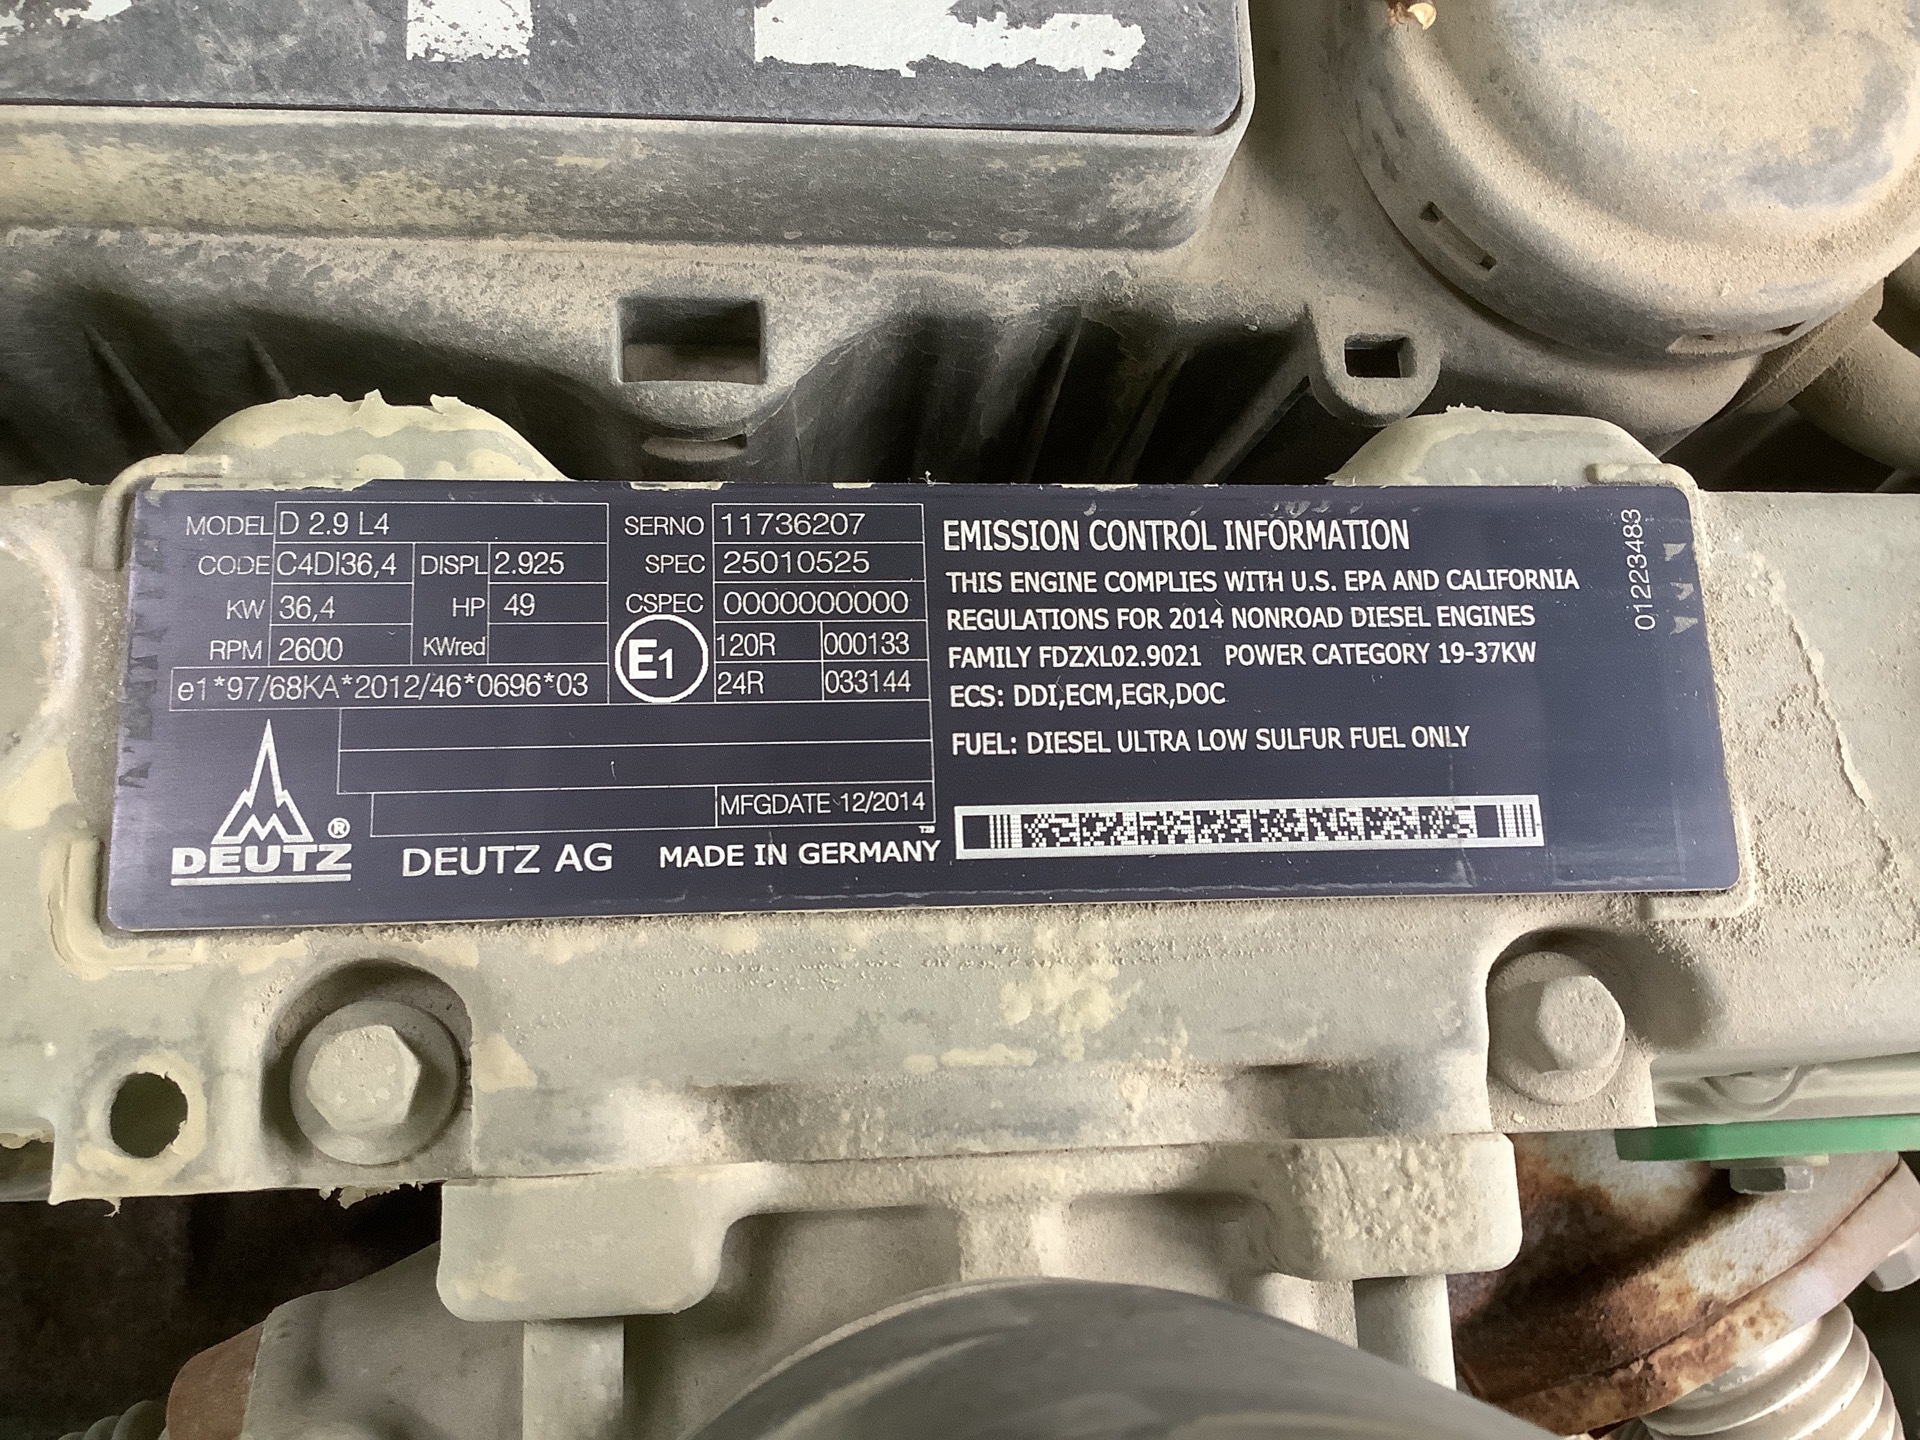 MODEL D 2.9 L4 SERNO 11736207
CODE C4DI36,4 DISPL 2.925 SPEC 25010525
KW 36,4 HP 49 CSPEC 0000000000
RPM 2600 KWred E1 120R 000133
e1*97/68KA*2012/46*0696*03 24R 033144
MFGDATE 12/2014
DEUTZ ® DEUTZ AG MADE IN GERMANY
EMISSION CONTROL INFORMATION
THIS ENGINE COMPLIES WITH U.S. EPA AND CALIFORNIA
REGULATIONS FOR 2014 NONROAD DIESEL ENGINES
FAMILY FDZXL02.9021 POWER CATEGORY 19-37KW
ECS: DDI,ECM,EGR,DOC
FUEL: DIESEL ULTRA LOW SULFUR FUEL ONLY
01223483